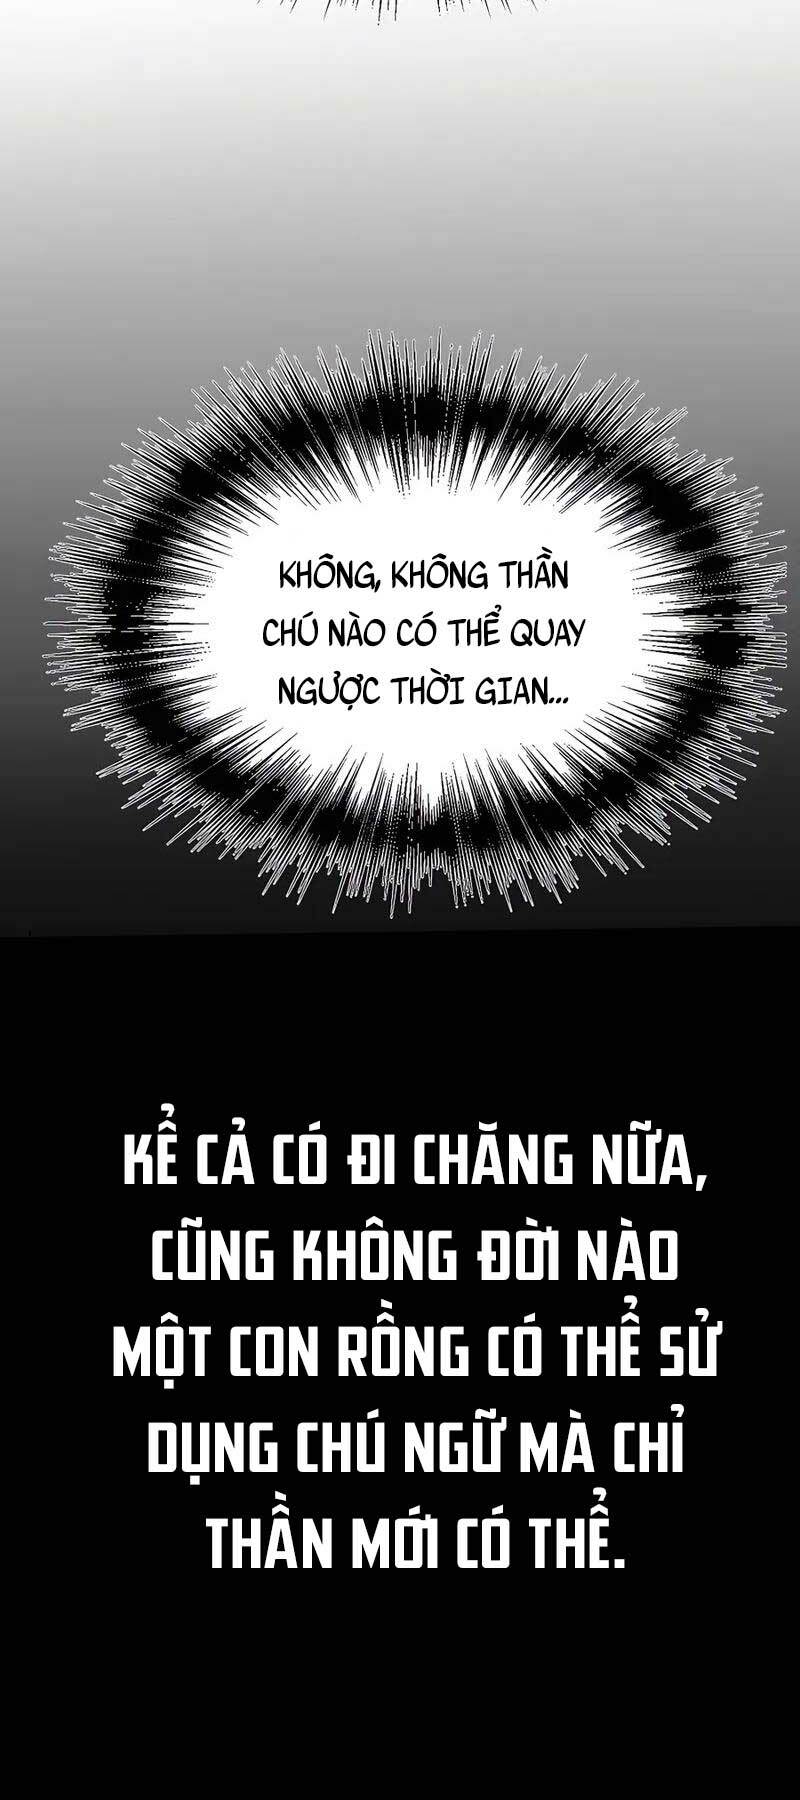 KHÔNG, KHÔNG THẦN
CHÚ NÀO CÓ THỂ QUAY
NGƯỢC THỜI GIAN...
KỂ CẢ CÓ ĐI CHĂNG NỮA,
CŨNG KHÔNG ĐỜI NÀO
MỘT CON RỒNG CÓ THỂ SỬ
DỤNG CHÚ NGỮ MÀ CHỈ
THẦN MỚI CÓ THỂ.